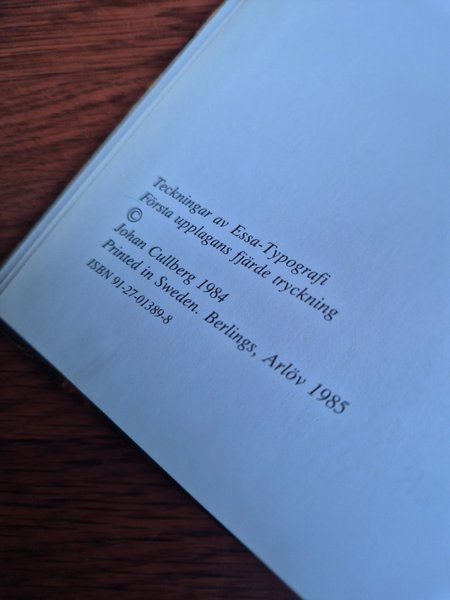 Teckningar av Essa-Typografi
Första upplagans fjärde tryckning
©
Johan Cullberg 1984
Printed in Sweden. Berlings, Arlöv 1985
ISBN 91-27-01389-8